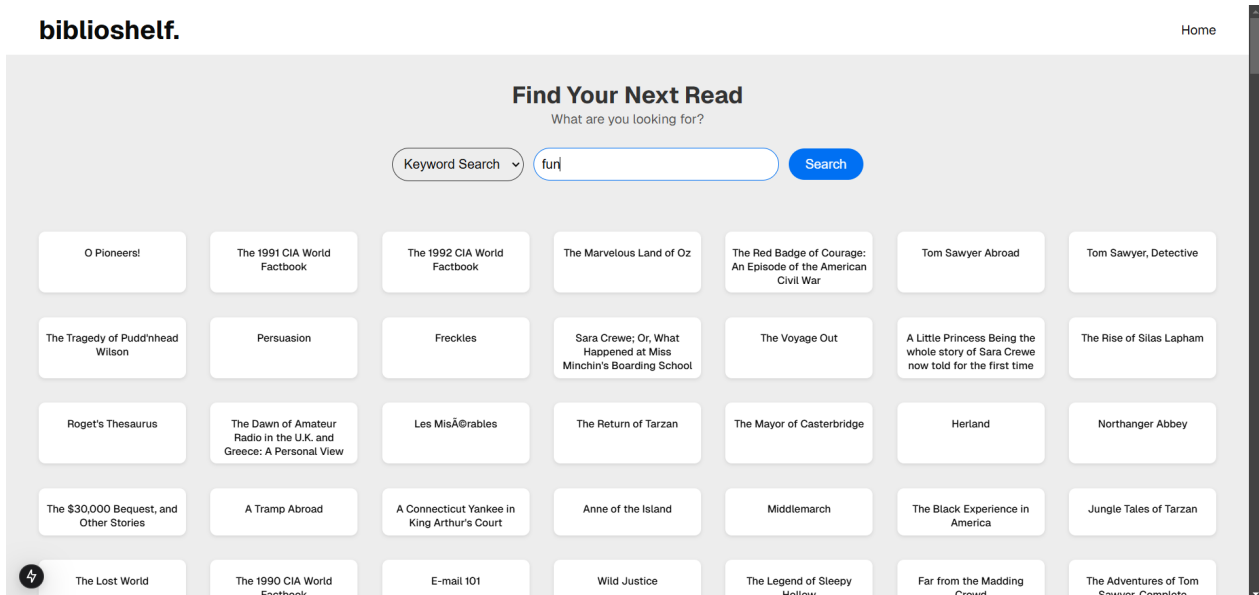 biblioshelf.
Home
Find Your Next Read
What are you looking for?
Keyword Search
fun
Search
O Pioneers!
The 1991 CIA World
Factbook
The 1992 CIA World
Factbook
The Marvelous Land of Oz
The Red Badge of Courage:
An Episode of the American
Civil War
Tom Sawyer Abroad
Tom Sawyer, Detective
The Tragedy of Pudd'nhead
Wilson
Persuasion
Freckles
Sara Crewe; Or, What
Happened at Miss
Minchin's Boarding School
The Voyage Out
A Little Princess Being the
whole story of Sara Crewe
now told for the first time
The Rise of Silas Lapham
Roget's Thesaurus
The Dawn of Amateur
Radio in the U.K. and
Greece: A Personal View
Les MisÃ©rables
The Return of Tarzan
The Mayor of Casterbridge
Herland
Northanger Abbey
The $30,000 Bequest, and
Other Stories
A Tramp Abroad
A Connecticut Yankee in
King Arthur's Court
Anne of the Island
Middlemarch
The Black Experience in
America
Jungle Tales of Tarzan
The Lost World
The 1990 CIA World
Factbook
E-mail 101
Wild Justice
The Legend of Sleepy
Hollow
Far from the Madding
Crowd
The Adventures of Tom
Sawyer, Complete